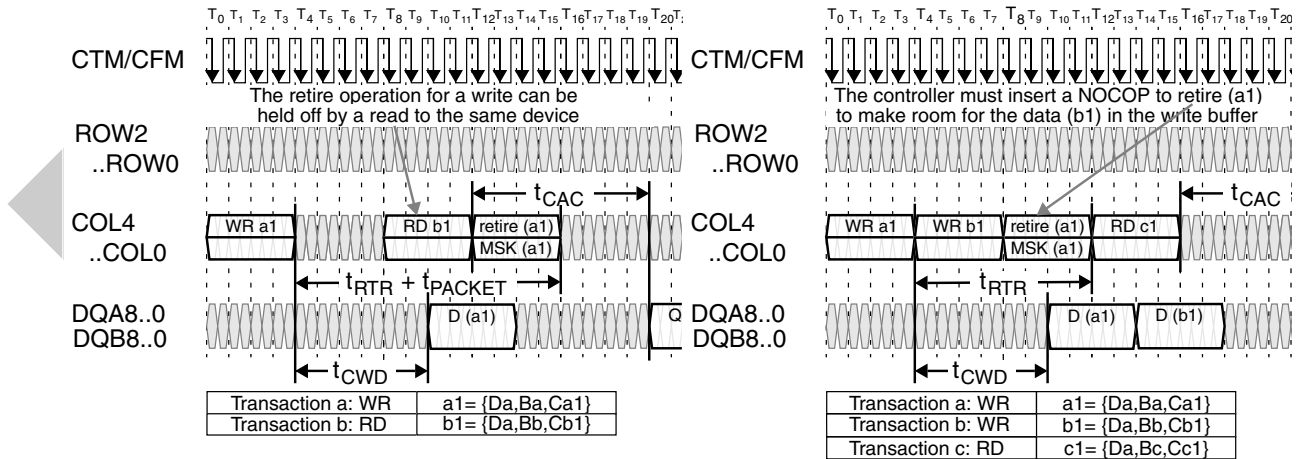 T0 T1 T2 T3 T4 T5 T6 T7 T8 T9 T10 T11 T12 T13 T14 T15 T16 T17 T18 T19 T20
CTM/CFM
The retire operation for a write can be
held off by a read to the same device
ROW2
..ROW0
tCAC
COL4
..COL0
WR a1
RD b1
retire (a1)
MSK (a1)
tRTR + tPACKET
DQA8..0
DQB8..0
D (a1)
Q
tCWD
Transaction a: WR a1= {Da,Ba,Ca1}
Transaction b: RD b1= {Da,Bb,Cb1}
T0 T1 T2 T3 T4 T5 T6 T7 T8 T9 T10 T11 T12 T13 T14 T15 T16 T17 T18 T19 T20
CTM/CFM
The controller must insert a NOCOP to retire (a1)
to make room for the data (b1) in the write buffer
ROW2
..ROW0
tCAC
COL4
..COL0
WR a1
WR b1
retire (a1)
MSK (a1)
RD c1
tRTR
DQA8..0
DQB8..0
D (a1)
D (b1)
tCWD
Transaction a: WR a1= {Da,Ba,Ca1}
Transaction b: WR b1= {Da,Bb,Cb1}
Transaction c: RD c1= {Da,Bc,Cc1}